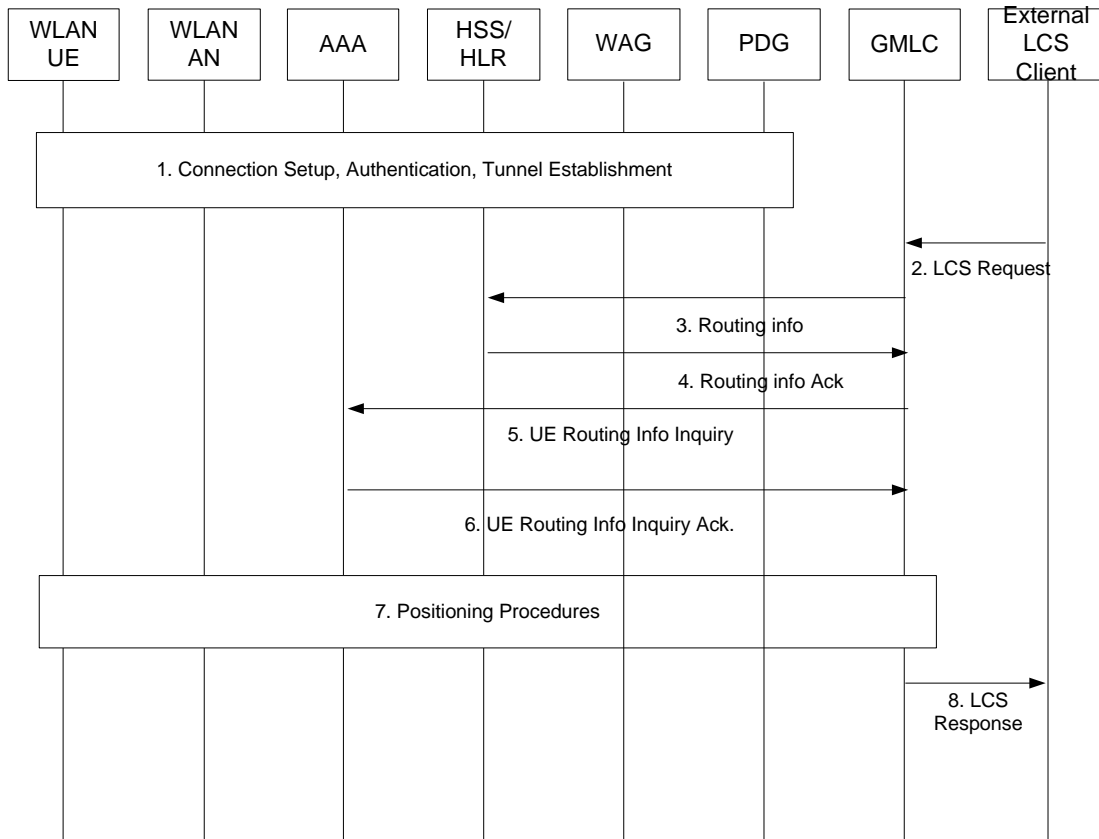 WLAN
UE
WLAN
AN
AAA
HSS/
HLR
WAG
PDG
GMLC
External
LCS
Client
1. Connection Setup, Authentication, Tunnel Establishment
2. LCS Request
3. Routing info
4. Routing info Ack
5. UE Routing Info Inquiry
6. UE Routing Info Inquiry Ack.
7. Positioning Procedures
8. LCS
Response